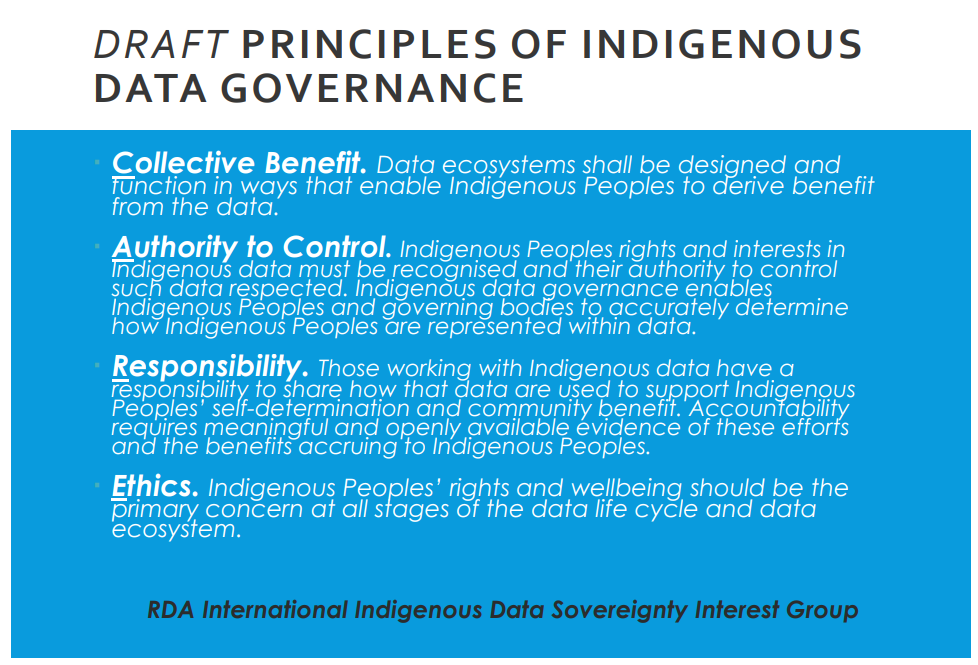 DRAFT PRINCIPLES OF INDIGENOUS
DATA GOVERNANCE
Collective Benefit. Data ecosystems shall be designed and
function in ways that enable Indigenous Peoples to derive benefit
from the data.
Authority to Control. Indigenous Peoples rights and interests in
Indigenous data must be recognised and their authority to control
such data respected. Indigenous data governance enables
Indigenous Peoples and governing bodies to accurately determine
how Indigenous Peoples are represented within data.
Responsibility. Those working with Indigenous data have a
responsibility to share how that data are used to support Indigenous
Peoples’ self-determination and community benefit. Accountability
requires meaningful and openly available evidence of these efforts
and the benefits accruing to Indigenous Peoples.
Ethics. Indigenous Peoples’ rights and wellbeing should be the
primary concern at all stages of the data life cycle and data
ecosystem.
RDA International Indigenous Data Sovereignty Interest Group